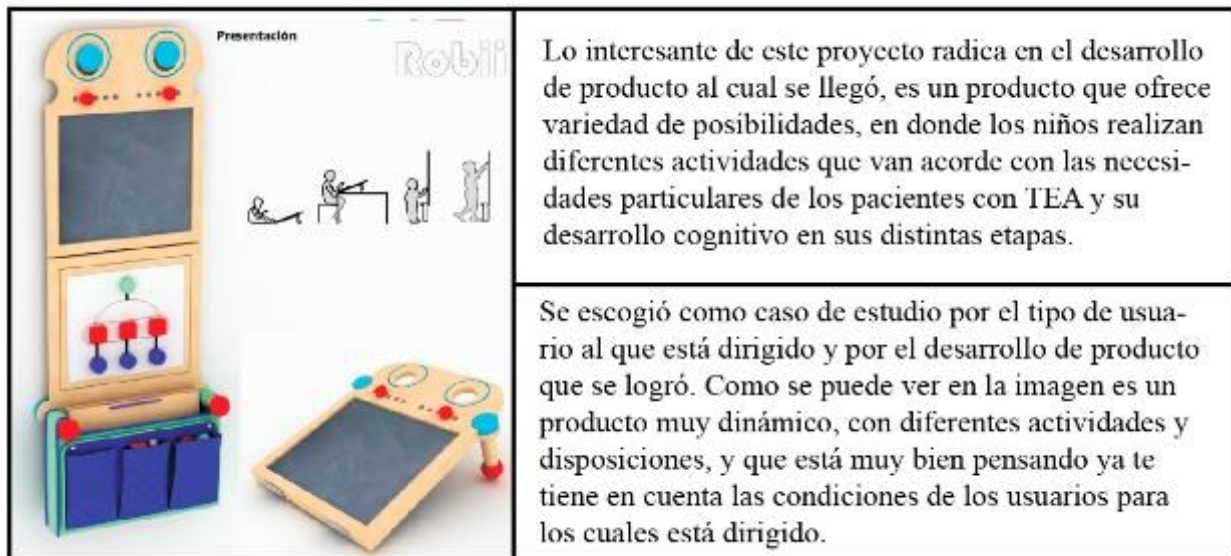 Presentación
Robii
Lo interesante de este proyecto radica en el desarrollo
de producto al cual se llegó, es un producto que ofrece
variedad de posibilidades, en donde los niños realizan
diferentes actividades que van acorde con las necesi-
dades particulares de los pacientes con TEA y su
desarrollo cognitivo en sus distintas etapas.
Se escogió como caso de estudio por el tipo de usua-
rio al que está dirigido y por el desarrollo de producto
que se logró. Como se puede ver en la imagen es un
producto muy dinámico, con diferentes actividades y
disposiciones, y que está muy bien pensando ya te
tiene en cuenta las condiciones de los usuarios para
los cuales está dirigido.